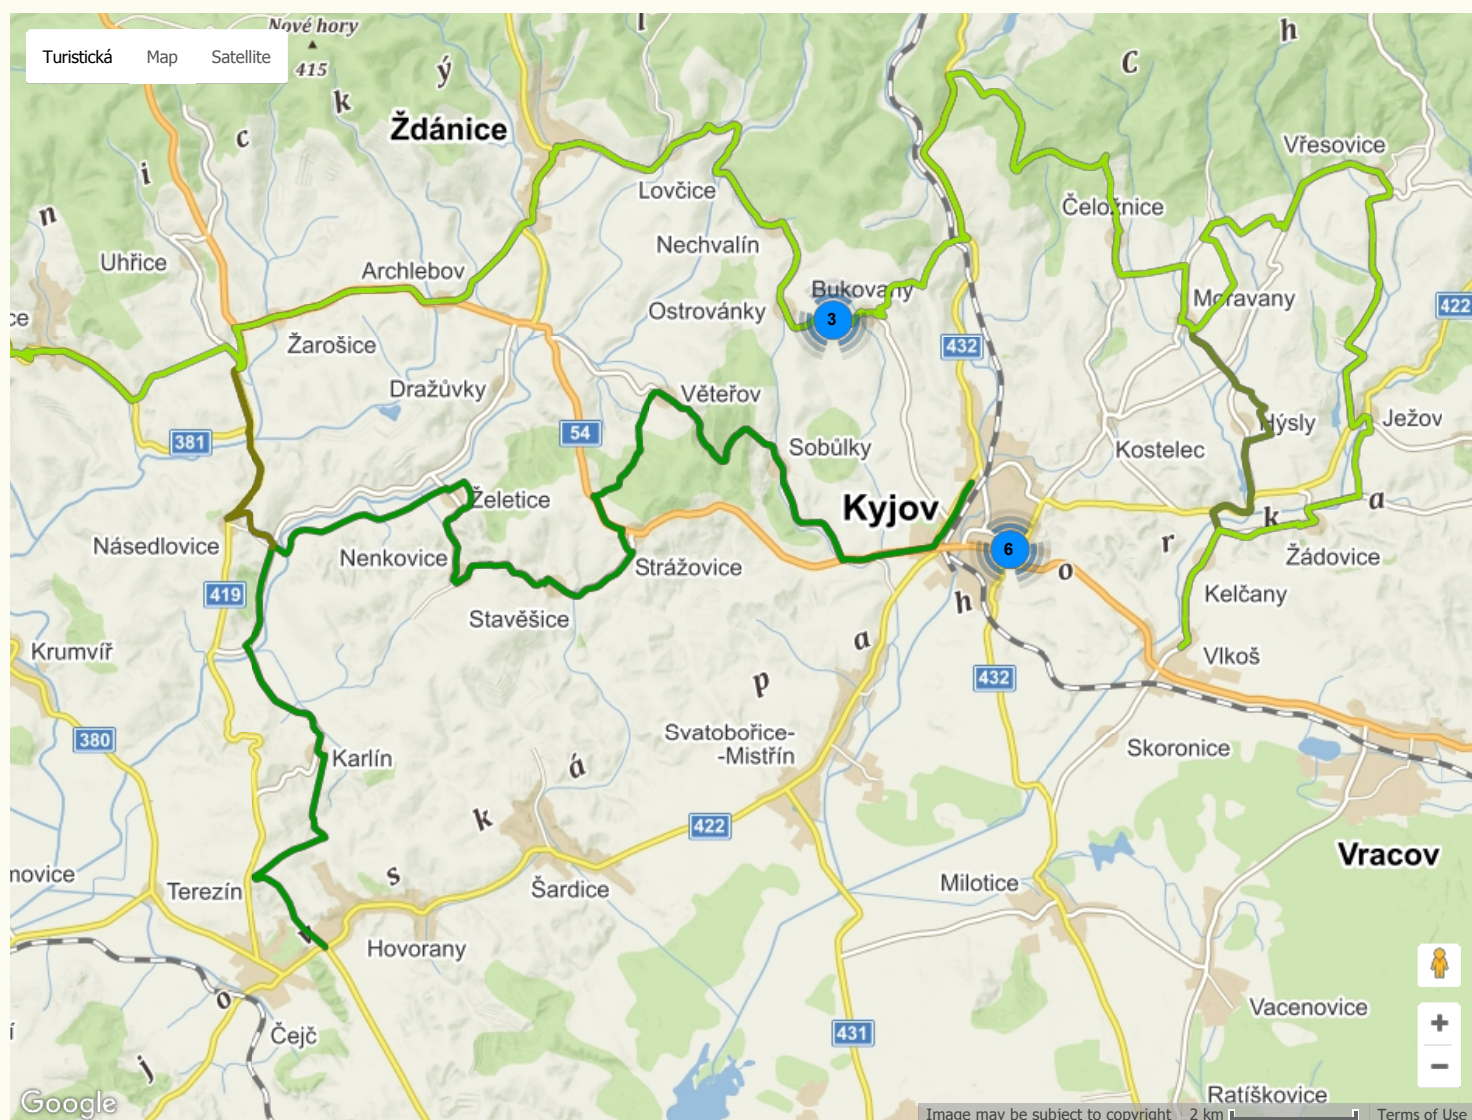 Nové hory
415
Turistická Map Satellite
h
C
ý
k
c
i
n
l
Ždánice
Vřesovice
Lovčice
Čeložnice
Nechvalín
Uhřice
Archlebov
Bukovany
Moravany
Ostrovánky
422
ce
3
Žarošice
432
Dražůvky
Věteřov
Hýsly
Ježov
54
381
Sobůlky
Kostelec
Želetice
Kyjov
k
a
r
Násedlovice
Nenkovice
Strážovice
6
o
Žádovice
419
h
Kelčany
Stavěšice
a
Krumvíř
p
Vlkoš
432
380
Svatobořice-
-Mistřín
Skoronice
Karlín
á
k
422
Vracov
s
movice
Terezín
Šardice
Milotice
v
Hovorany
o
Vacenovice
Čejč
431
í
j
+
−
Ratíškovice
Google
Image may be subject to copyright 2 km Terms of Use